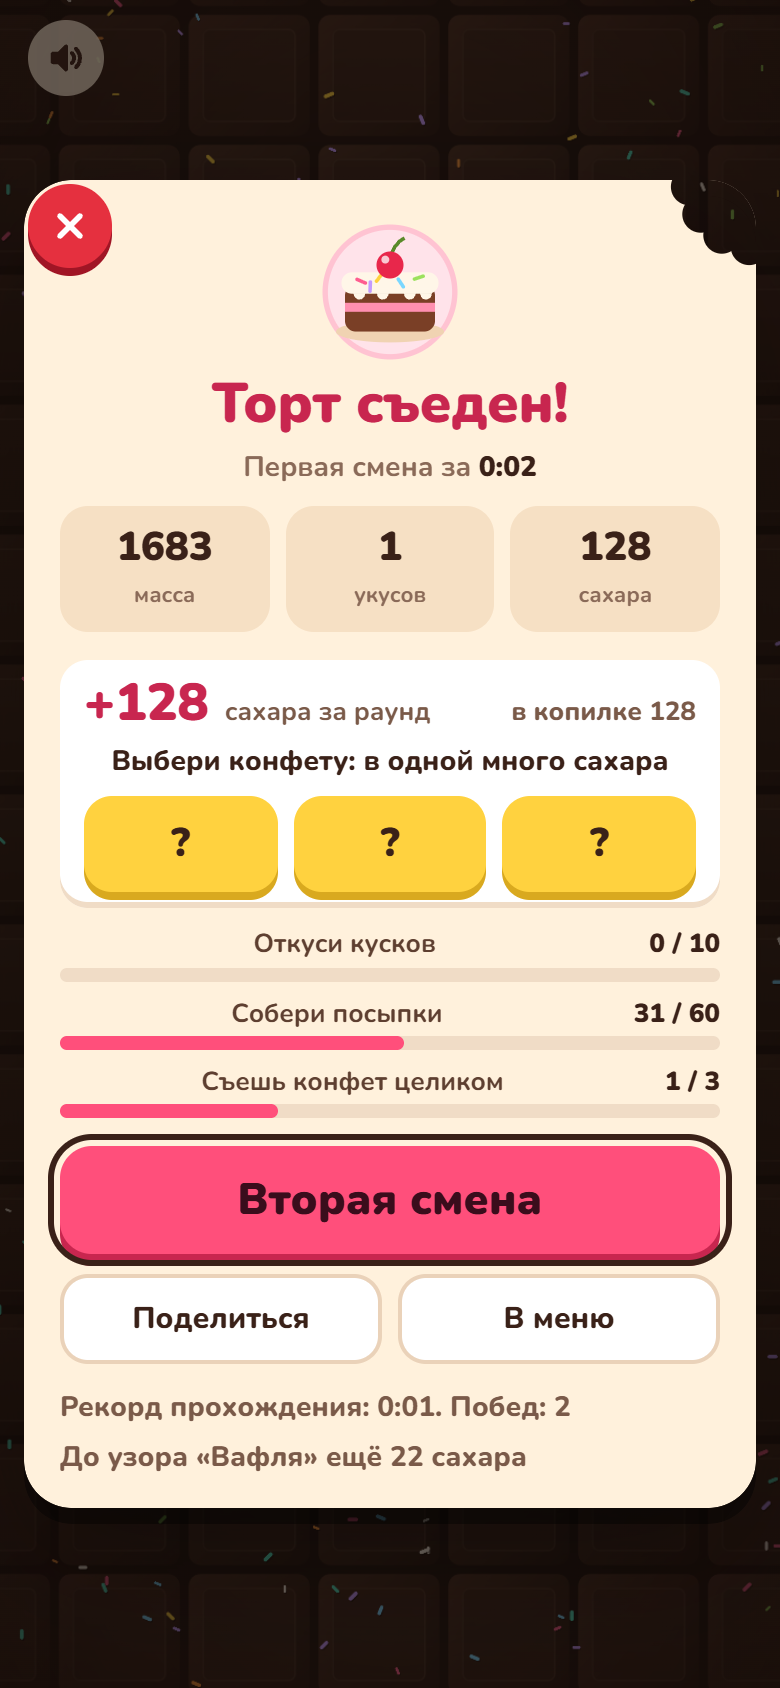 Торт съеден!
Первая смена за 0:02
1683 1 128
масса укусов сахара
+128 сахара за раунд в копилке 128
Выбери конфету: в одной много сахара
? ? ?
Откуси кусков 0 / 10
Собери посыпки 31 / 60
Съешь конфет целиком 1 / 3
Вторая смена
Поделиться В меню
Рекорд прохождения: 0:01. Побед: 2
До узора «Вафля» ещё 22 сахара